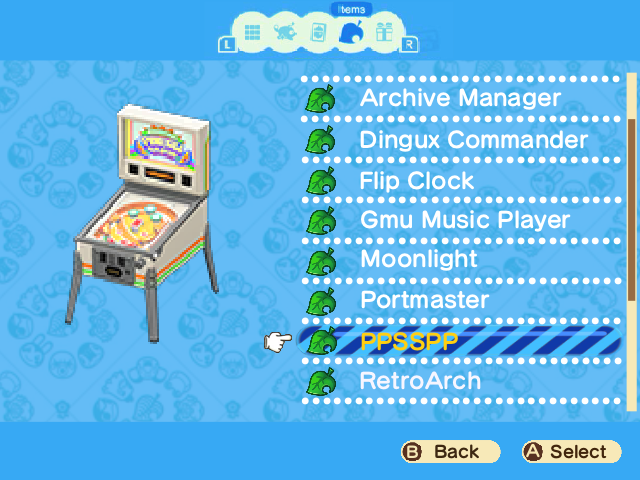 Items
L
R
Archive Manager
Dingux Commander
Flip Clock
Gmu Music Player
Moonlight
Portmaster
PPSSPP
RetroArch
B Back
A Select